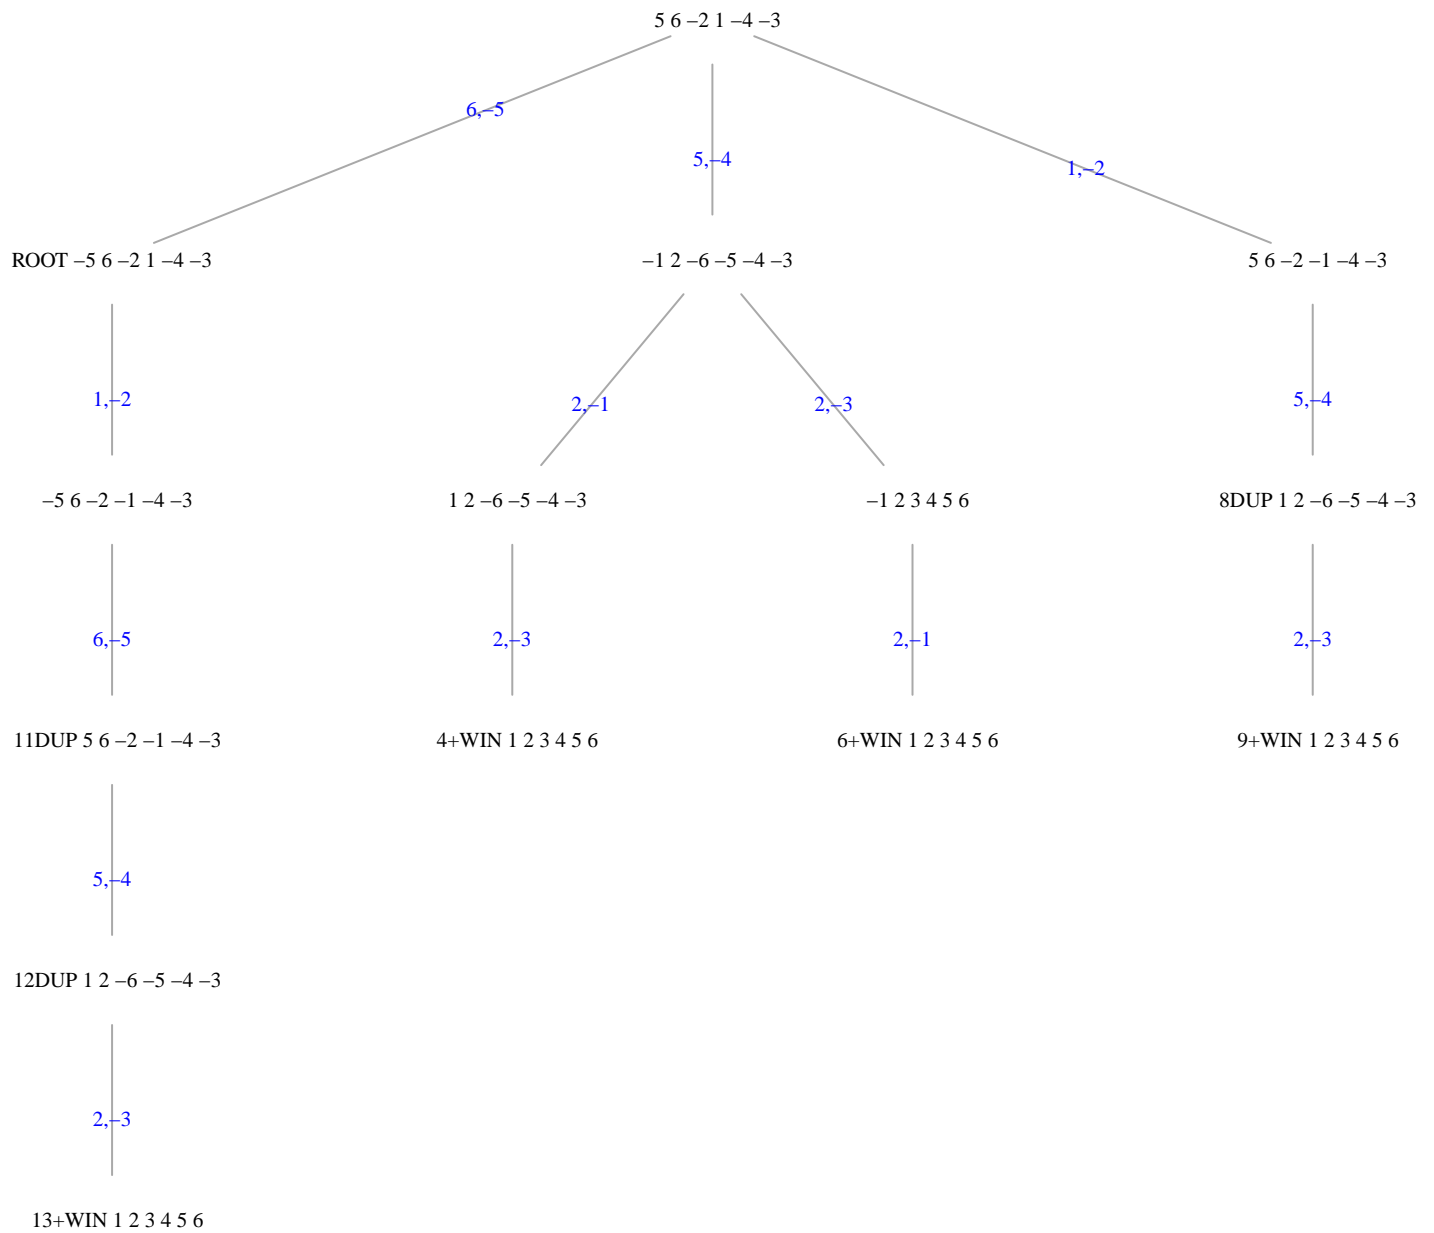 5 6 –2 1 –4 –3
6,–5
5,–4
1,–2
ROOT –5 6 –2 1 –4 –3
–1 2 –6 –5 –4 –3
5 6 –2 –1 –4 –3
1,–2
2,–1
2,–3
5,–4
–5 6 –2 –1 –4 –3
1 2 –6 –5 –4 –3
–1 2 3 4 5 6
8DUP 1 2 –6 –5 –4 –3
6,–5
2,–3
2,–1
2,–3
11DUP 5 6 –2 –1 –4 –3
4+WIN 1 2 3 4 5 6
6+WIN 1 2 3 4 5 6
9+WIN 1 2 3 4 5 6
5,–4
12DUP 1 2 –6 –5 –4 –3
2,–3
13+WIN 1 2 3 4 5 6